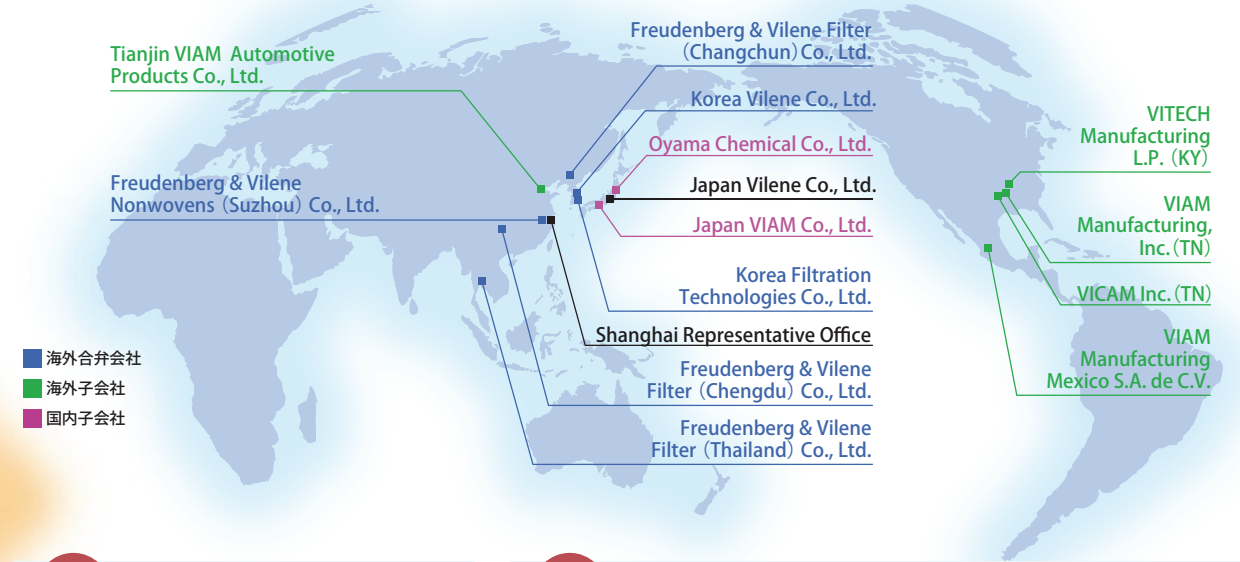 Tianjin VIAM Automotive
Products Co., Ltd.
Freudenberg & Vilene
Nonwovens (Suzhou) Co., Ltd.
Freudenberg & Vilene Filter
(Changchun) Co., Ltd.
Korea Vilene Co., Ltd.
Oyama Chemical Co., Ltd.
Japan Vilene Co., Ltd.
Japan VIAM Co., Ltd.
Korea Filtration
Technologies Co., Ltd.
Shanghai Representative Office
Freudenberg & Vilene
Filter (Chengdu) Co., Ltd.
Freudenberg & Vilene
Filter (Thailand) Co., Ltd.
VITECH
Manufacturing
L.P. (KY)
VIAM
Manufacturing,
Inc. (TN)
VICAM Inc. (TN)
VIAM
Manufacturing
Mexico S.A. de C.V.
海外合弁会社
海外子会社
国内子会社